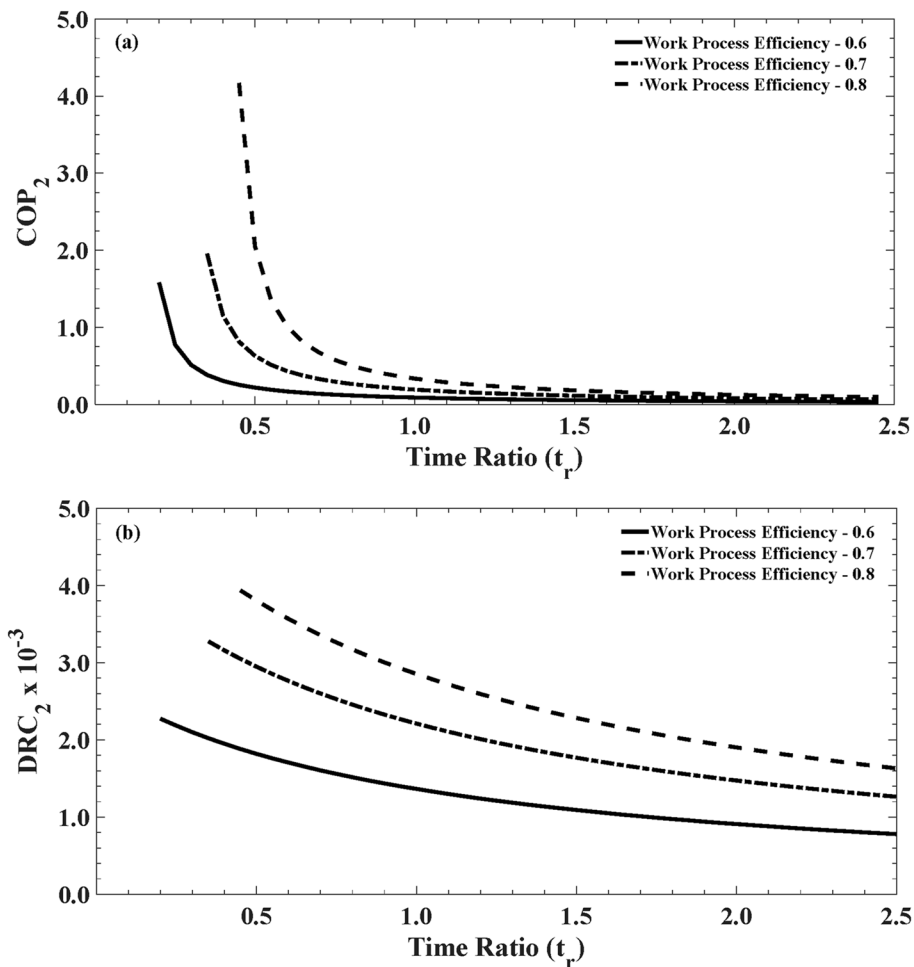 (a)
Work Process Efficiency - 0.6
Work Process Efficiency - 0.7
Work Process Efficiency - 0.8
5.0
4.0
3.0
2.0
1.0
0.0
COP2
0.5 1.0 1.5 2.0 2.5
Time Ratio (tr)
(b)
Work Process Efficiency - 0.6
Work Process Efficiency - 0.7
Work Process Efficiency - 0.8
5.0
4.0
3.0
2.0
1.0
0.0
DRC2 x 10-3
0.5 1.0 1.5 2.0 2.5
Time Ratio (tr)